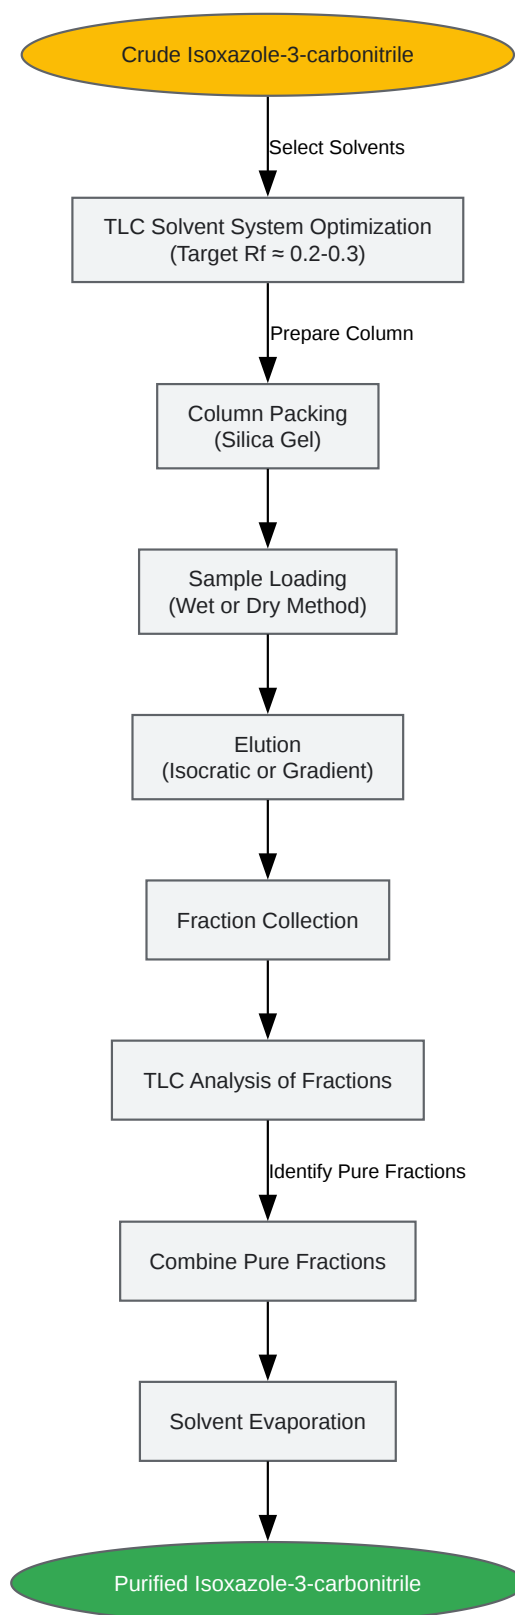 Crude Isoxazole-3-carbonitrile
Select Solvents
TLC Solvent System Optimization
(Target Rf ≈ 0.2-0.3)
Prepare Column
Column Packing
(Silica Gel)
Sample Loading
(Wet or Dry Method)
Elution
(Isocratic or Gradient)
Fraction Collection
TLC Analysis of Fractions
Identify Pure Fractions
Combine Pure Fractions
Solvent Evaporation
Purified Isoxazole-3-carbonitrile